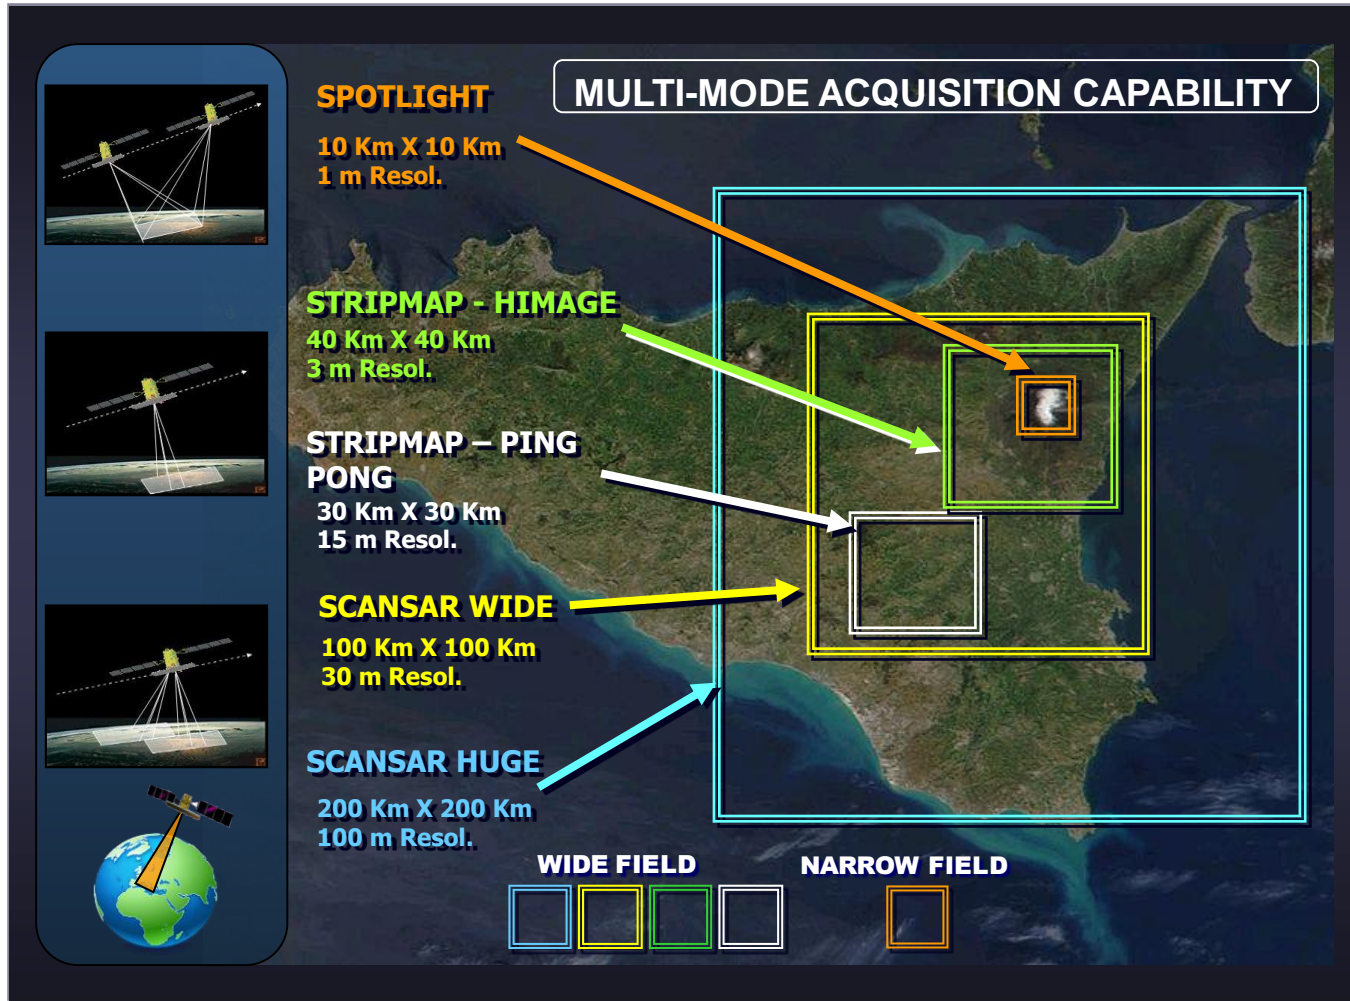 MULTI-MODE ACQUISITION CAPABILITY
SPOTLIGHT
10 Km X 10 Km
1 m Resol.
STRIPMAP - HIMAGE
40 Km X 40 Km
3 m Resol.
STRIPMAP – PING
PONG
30 Km X 30 Km
15 m Resol.
SCANSAR WIDE
100 Km X 100 Km
30 m Resol.
SCANSAR HUGE
200 Km X 200 Km
100 m Resol.
WIDE FIELD
NARROW FIELD